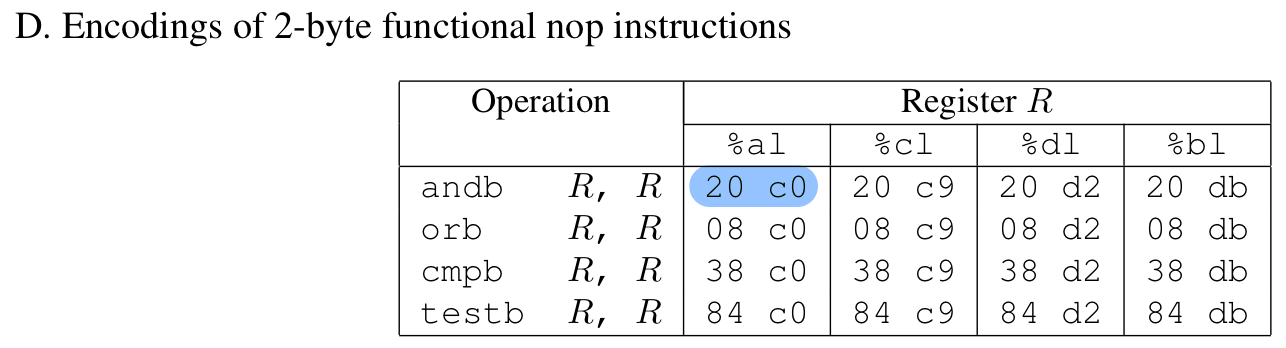 D. Encodings of 2-byte functional nop instructions
Operation Register R
%al %cl %dl %bl
andb R, R 20 c0 20 c9 20 d2 20 db
orb R, R 08 c0 08 c9 08 d2 08 db
cmpb R, R 38 c0 38 c9 38 d2 38 db
testb R, R 84 c0 84 c9 84 d2 84 db